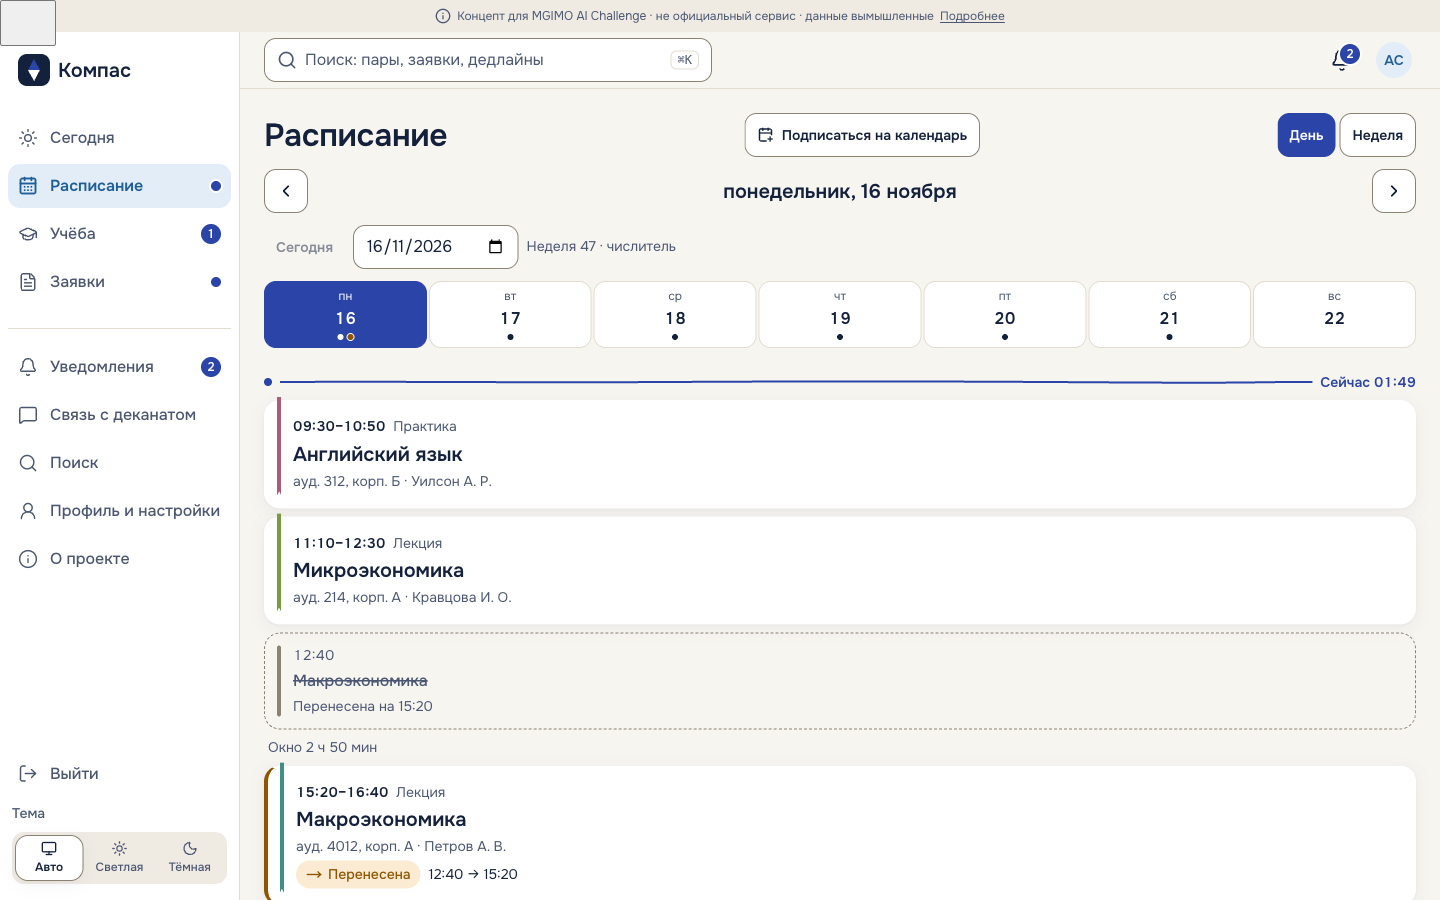 Концепт для MGIMO AI Challenge · не официальный сервис · данные вымышленные Подробнее
Компас
Поиск: пары, заявки, дедлайны
⌘K
2
АС
Сегодня
Расписание
Учёба
1
Заявки
Уведомления
2
Связь с деканатом
Поиск
Профиль и настройки
О проекте
Выйти
Тема
Авто
Светлая
Тёмная
Расписание
Подписаться на календарь
День
Неделя
понедельник, 16 ноября
Сегодня
16/11/2026
Неделя 47 · числитель
пн
16
вт
17
ср
18
чт
19
пт
20
сб
21
вс
22
Сейчас 01:49
09:30–10:50 Практика
Английский язык
ауд. 312, корп. Б · Уилсон А. Р.
11:10–12:30 Лекция
Микроэкономика
ауд. 214, корп. А · Кравцова И. О.
12:40
Макроэкономика
Перенесена на 15:20
Окно 2 ч 50 мин
15:20–16:40 Лекция
Макроэкономика
ауд. 4012, корп. А · Петров А. В.
→ Перенесена 12:40 → 15:20